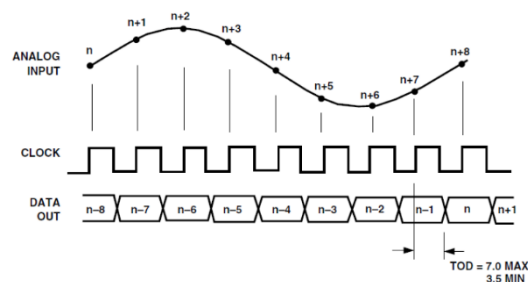 n n+1 n+2 n+3 n+4 n+5 n+6 n+7 n+8
ANALOG
INPUT
CLOCK
DATA
OUT
n–8 n–7 n–6 n–5 n–4 n–3 n–2 n–1 n n+1
TOD = 7.0 MAX
3.5 MIN